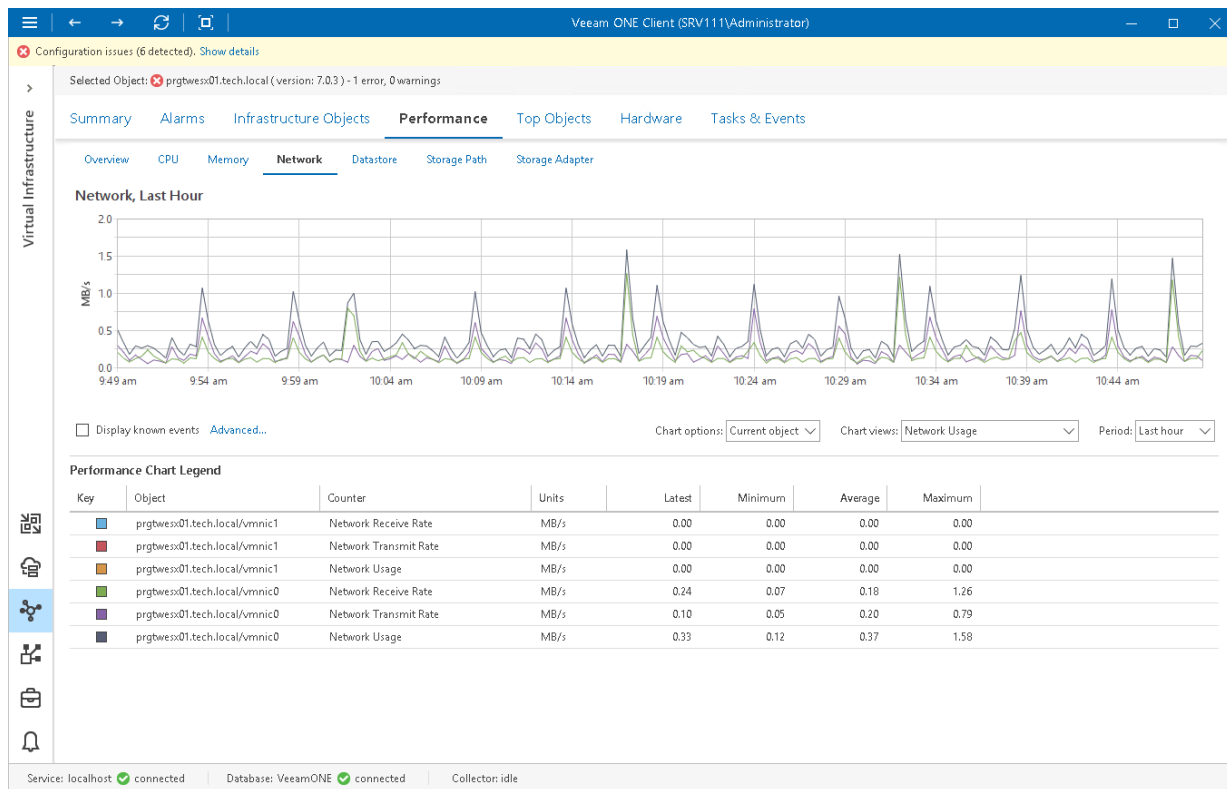 Veeam ONE Client (SRV111\Administrator)
Configuration issues (6 detected). Show details
Selected Object: prgtwesx01.tech.local ( version: 7.0.3 ) - 1 error, 0 warnings
Virtual Infrastructure
Summary Alarms Infrastructure Objects Performance Top Objects Hardware Tasks & Events
Overview CPU Memory Network Datastore Storage Path Storage Adapter
Network, Last Hour
MB/s
2.0
1.5
1.0
0.5
0.0
9:49 am 9:54 am 9:59 am 10:04 am 10:09 am 10:14 am 10:19 am 10:24 am 10:29 am 10:34 am 10:39 am 10:44 am
Display known events Advanced... Chart options: Current object Chart views: Network Usage Period: Last hour
Performance Chart Legend
Key Object Counter Units Latest Minimum Average Maximum
prgtwesx01.tech.local/vmnic1 Network Receive Rate MB/s 0.00 0.00 0.00 0.00
prgtwesx01.tech.local/vmnic1 Network Transmit Rate MB/s 0.00 0.00 0.00 0.00
prgtwesx01.tech.local/vmnic1 Network Usage MB/s 0.00 0.00 0.00 0.00
prgtwesx01.tech.local/vmnic0 Network Receive Rate MB/s 0.24 0.07 0.18 1.26
prgtwesx01.tech.local/vmnic0 Network Transmit Rate MB/s 0.10 0.05 0.20 0.79
prgtwesx01.tech.local/vmnic0 Network Usage MB/s 0.33 0.12 0.37 1.58
Service: localhost connected Database: VeeamONE connected Collector: idle